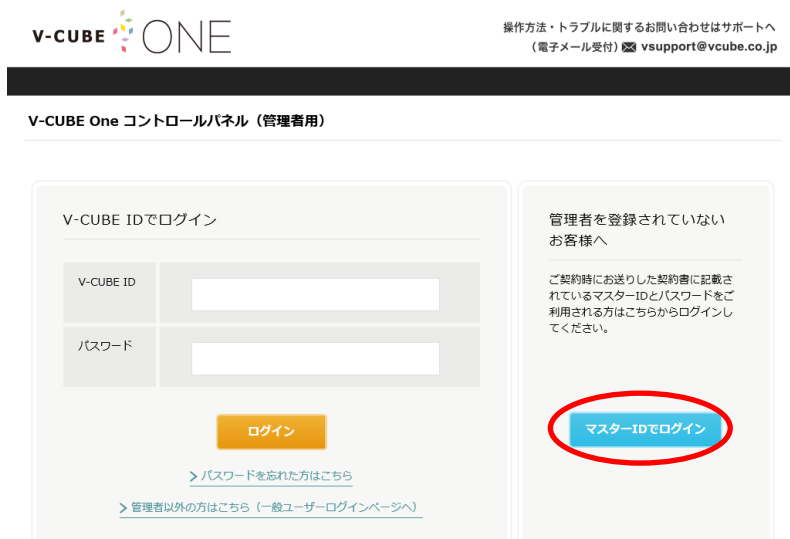 V-CUBE ONE
操作方法・トラブルに関するお問い合わせはサポートへ
（電子メール受付） vsupport@vcube.co.jp
V-CUBE One コントロールパネル（管理者用）
V-CUBE IDでログイン
V-CUBE ID
パスワード
ログイン
パスワードを忘れた方はこちら
管理者以外の方はこちら（一般ユーザーログインページへ）
管理者を登録されていない
お客様へ
ご契約時にお送りした契約書に記載さ
れているマスターIDとパスワードをご
利用される方はこちらからログインし
てください。
マスターIDでログイン